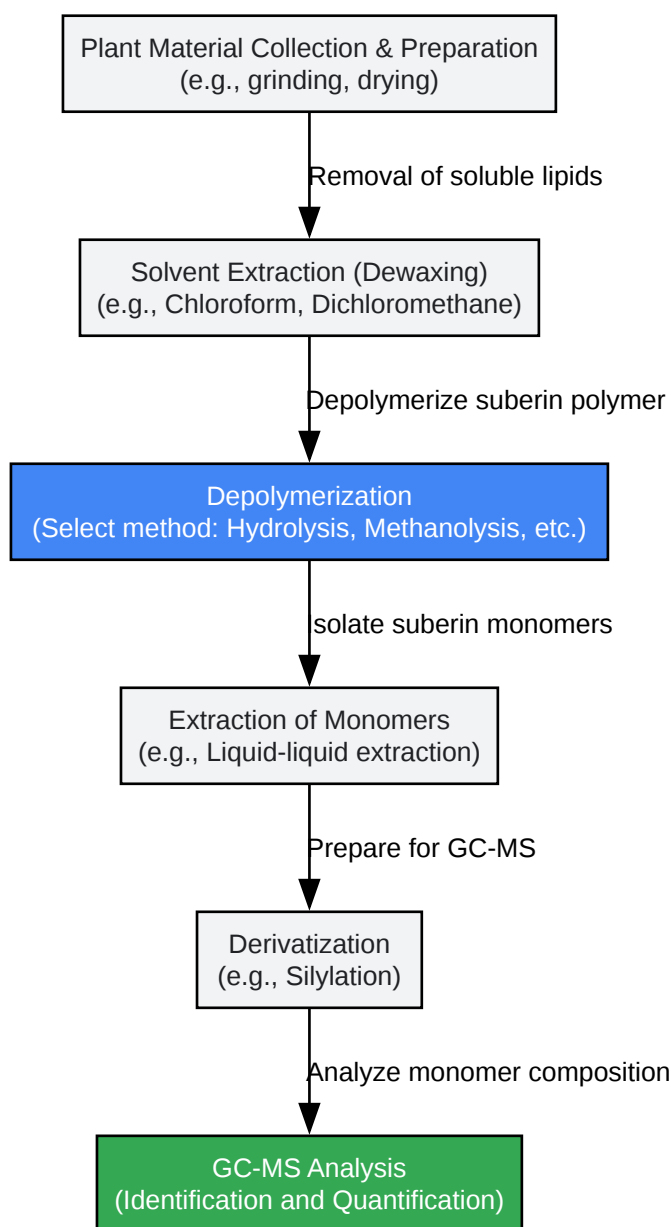 Plant Material Collection & Preparation
(e.g., grinding, drying)
Removal of soluble lipids
Solvent Extraction (Dewaxing)
(e.g., Chloroform, Dichloromethane)
Depolymerize suberin polymer
Depolymerization
(Select method: Hydrolysis, Methanolysis, etc.)
Isolate suberin monomers
Extraction of Monomers
(e.g., Liquid-liquid extraction)
Prepare for GC-MS
Derivatization
(e.g., Silylation)
Analyze monomer composition
GC-MS Analysis
(Identification and Quantification)